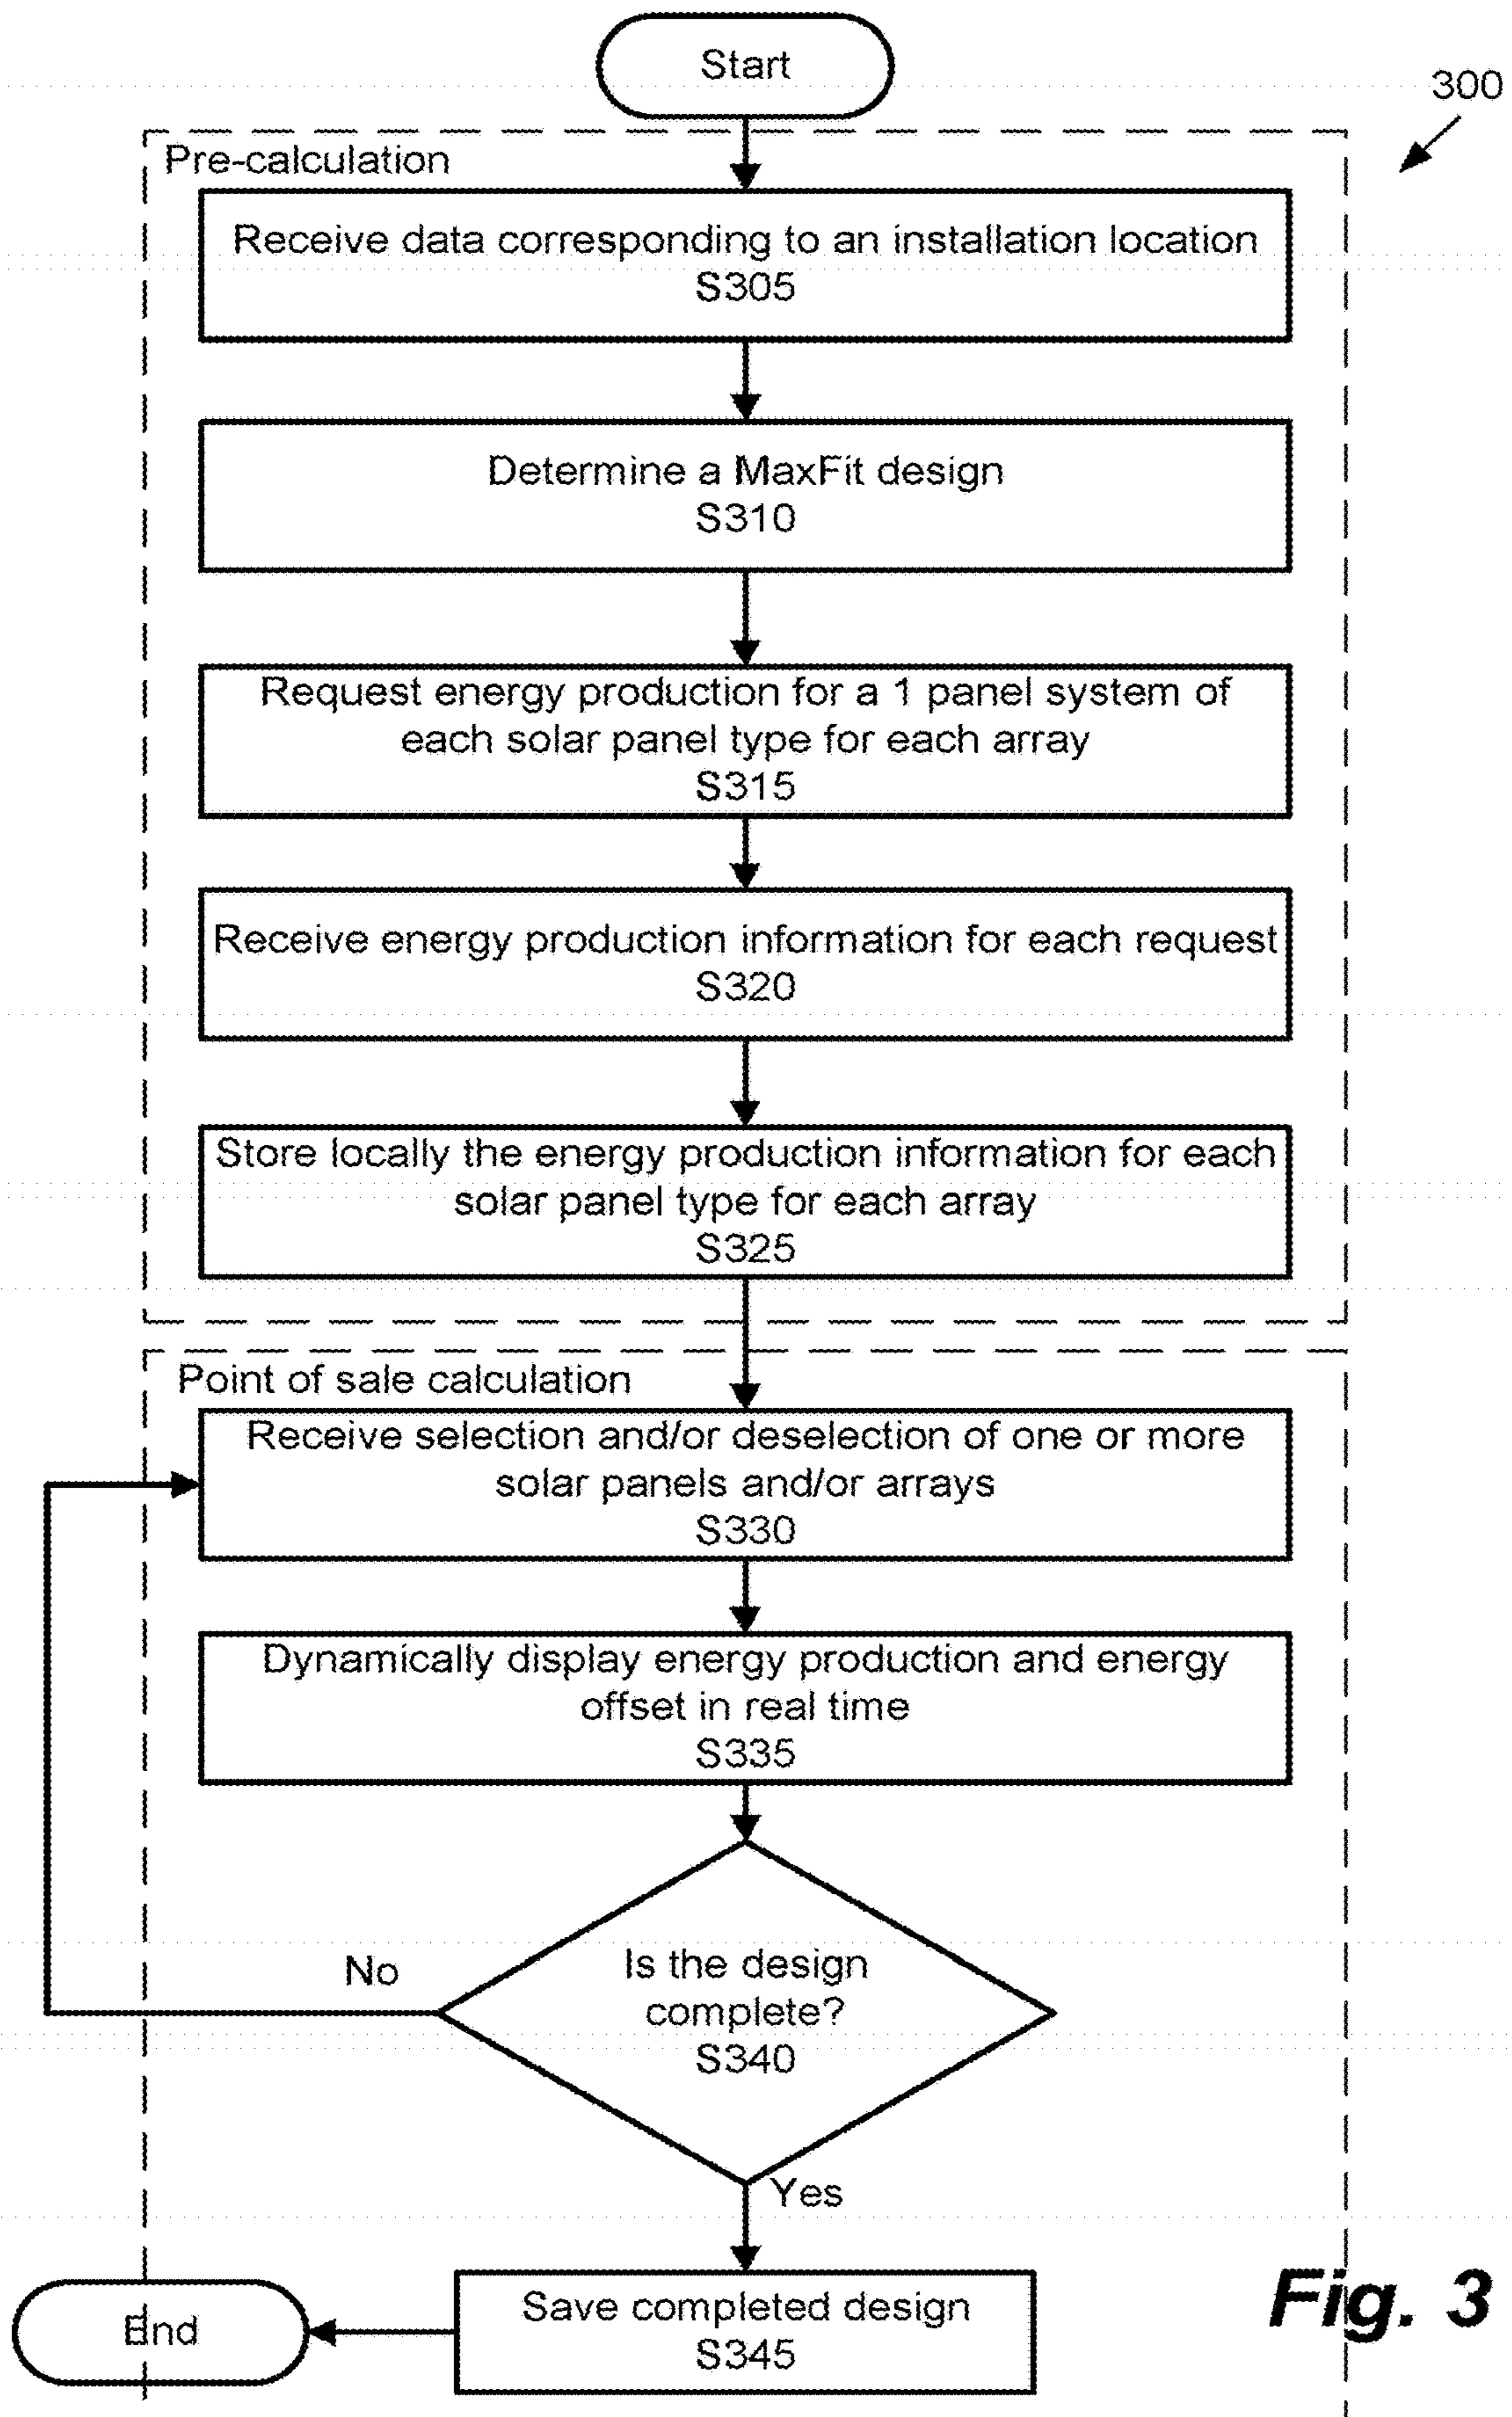 Start
300
Pre-calculation
Receive data corresponding to an installation location
S305
Determine a MaxFit design
S310
Request energy production for a 1 panel system of
each solar panel type for each array
S315
Receive energy production information for each request
S320
Store locally the energy production information for each
solar panel type for each array
S325
Point of sale calculation
Receive selection and/or deselection of one or more
solar panels and/or arrays
S330
Dynamically display energy production and energy
offset in real time
S335
Is the design
complete?
S340
No
Yes
Save completed design
S345
End
Fig. 3